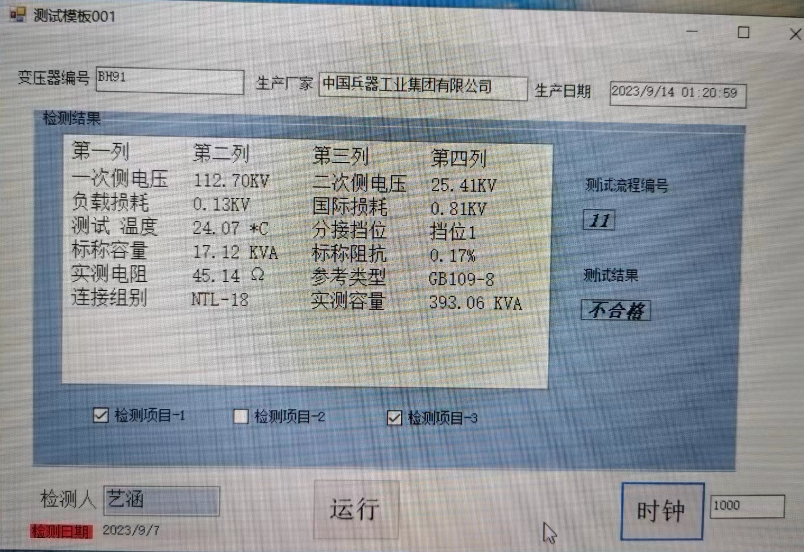 测试模板001
变压器编号 BH91 生产厂家 中国兵器工业集团有限公司 生产日期 2023/9/14 01:20:59
检测结果
第一列 第二列 第三列 第四列
一次侧电压 112.70KV 二次侧电压 25.41KV
负载损耗 0.13KV 国际损耗 0.81KV
测试 温度 24.07 *C 分接挡位 挡位1
标称容量 17.12 KVA 标称阻抗 0.17%
实测电阻 45.14 Ω 参考类型 GB109-8
连接组别 NTL-18 实测容量 393.06 KVA
测试流程编号
11
测试结果
不合格
检测项目-1 检测项目-2 检测项目-3
检测人 艺涵 运行 时钟 1000
检测日期 2023/9/7